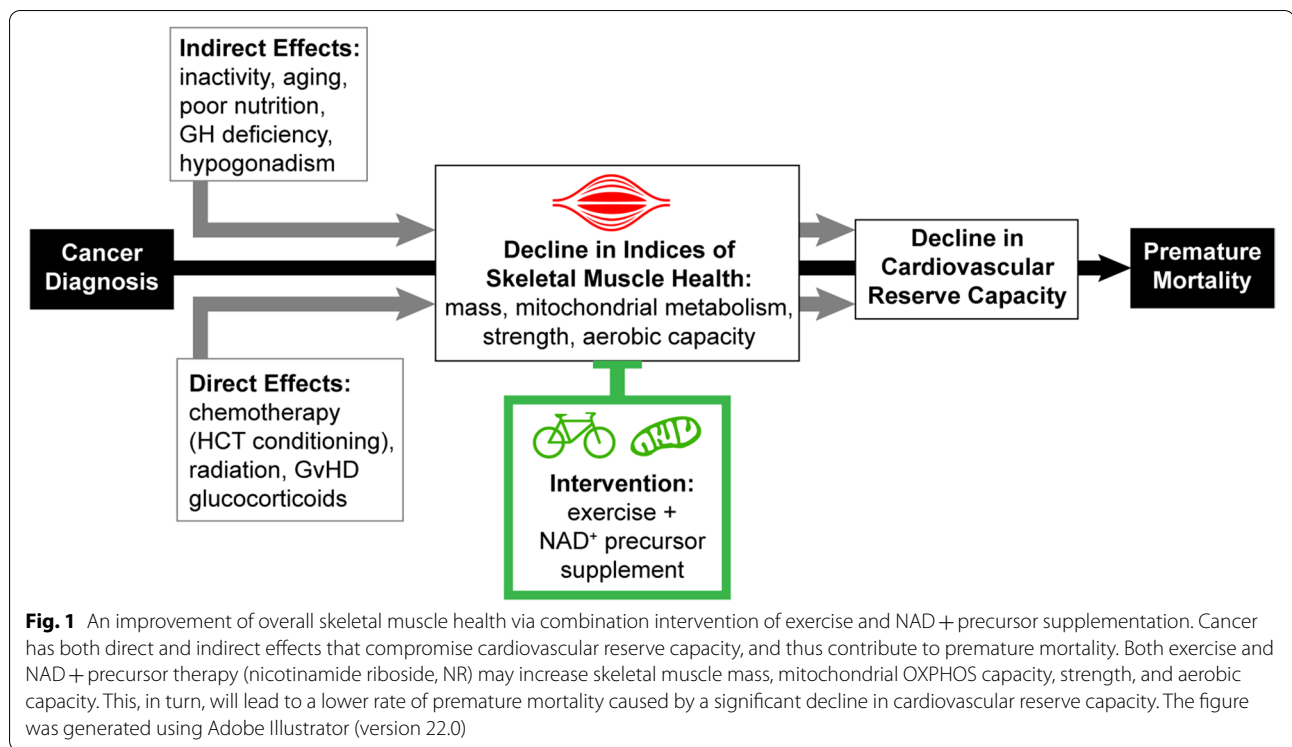 Indirect Effects:
inactivity, aging,
poor nutrition,
GH deficiency,
hypogonadism
Cancer
Diagnosis
Decline in Indices of
Skeletal Muscle Health:
mass, mitochondrial metabolism,
strength, aerobic capacity
Decline in
Cardiovascular
Reserve Capacity
Premature
Mortality
Direct Effects:
chemotherapy
(HCT conditioning),
radiation, GvHD
glucocorticoids
Intervention:
exercise +
NAD⁺ precursor
supplement
Fig. 1 An improvement of overall skeletal muscle health via combination intervention of exercise and NAD + precursor supplementation. Cancer
has both direct and indirect effects that compromise cardiovascular reserve capacity, and thus contribute to premature mortality. Both exercise and
NAD + precursor therapy (nicotinamide riboside, NR) may increase skeletal muscle mass, mitochondrial OXPHOS capacity, strength, and aerobic
capacity. This, in turn, will lead to a lower rate of premature mortality caused by a significant decline in cardiovascular reserve capacity. The figure
was generated using Adobe Illustrator (version 22.0)